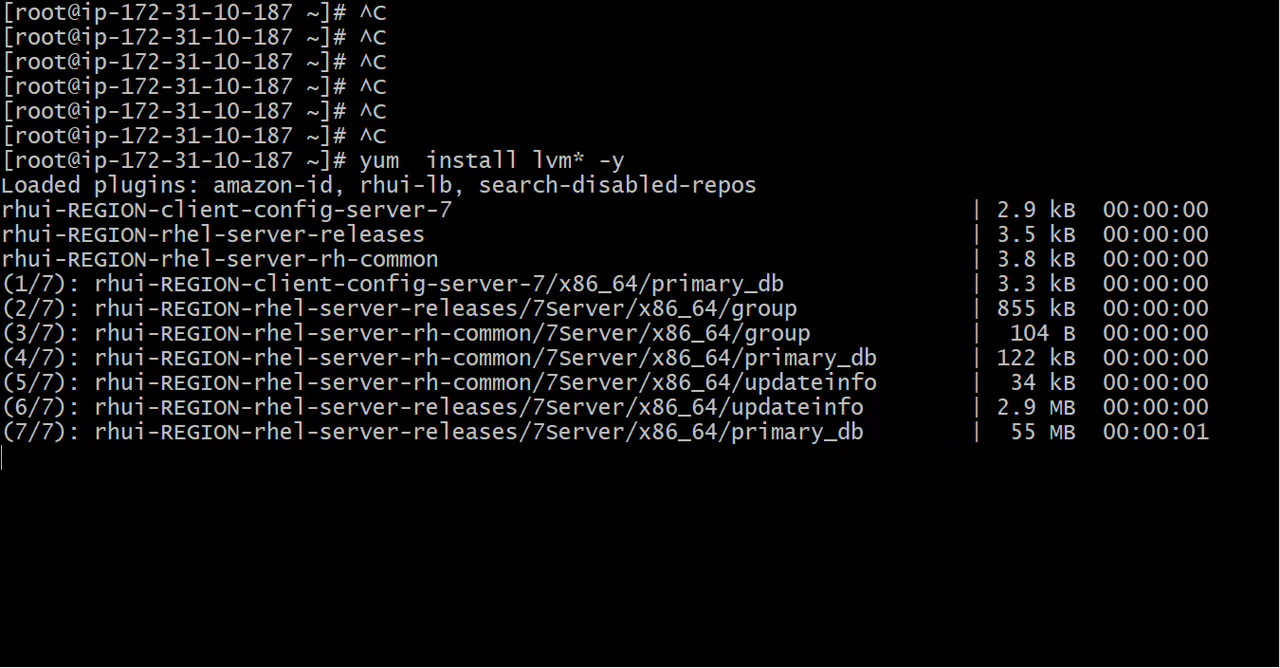 [root@ip-172-31-10-187 ~]# ^C
[root@ip-172-31-10-187 ~]# ^C
[root@ip-172-31-10-187 ~]# ^C
[root@ip-172-31-10-187 ~]# ^C
[root@ip-172-31-10-187 ~]# ^C
[root@ip-172-31-10-187 ~]# ^C
[root@ip-172-31-10-187 ~]# yum  install lvm* -y
Loaded plugins: amazon-id, rhui-lb, search-disabled-repos
rhui-REGION-client-config-server-7 | 2.9 kB 00:00:00
rhui-REGION-rhel-server-releases | 3.5 kB 00:00:00
rhui-REGION-rhel-server-rh-common | 3.8 kB 00:00:00
(1/7): rhui-REGION-client-config-server-7/x86_64/primary_db | 3.3 kB 00:00:00
(2/7): rhui-REGION-rhel-server-releases/7Server/x86_64/group | 855 kB 00:00:00
(3/7): rhui-REGION-rhel-server-rh-common/7Server/x86_64/group | 104 B 00:00:00
(4/7): rhui-REGION-rhel-server-rh-common/7Server/x86_64/primary_db | 122 kB 00:00:00
(5/7): rhui-REGION-rhel-server-rh-common/7Server/x86_64/updateinfo | 34 kB 00:00:00
(6/7): rhui-REGION-rhel-server-releases/7Server/x86_64/updateinfo | 2.9 MB 00:00:00
(7/7): rhui-REGION-rhel-server-releases/7Server/x86_64/primary_db | 55 MB 00:00:01